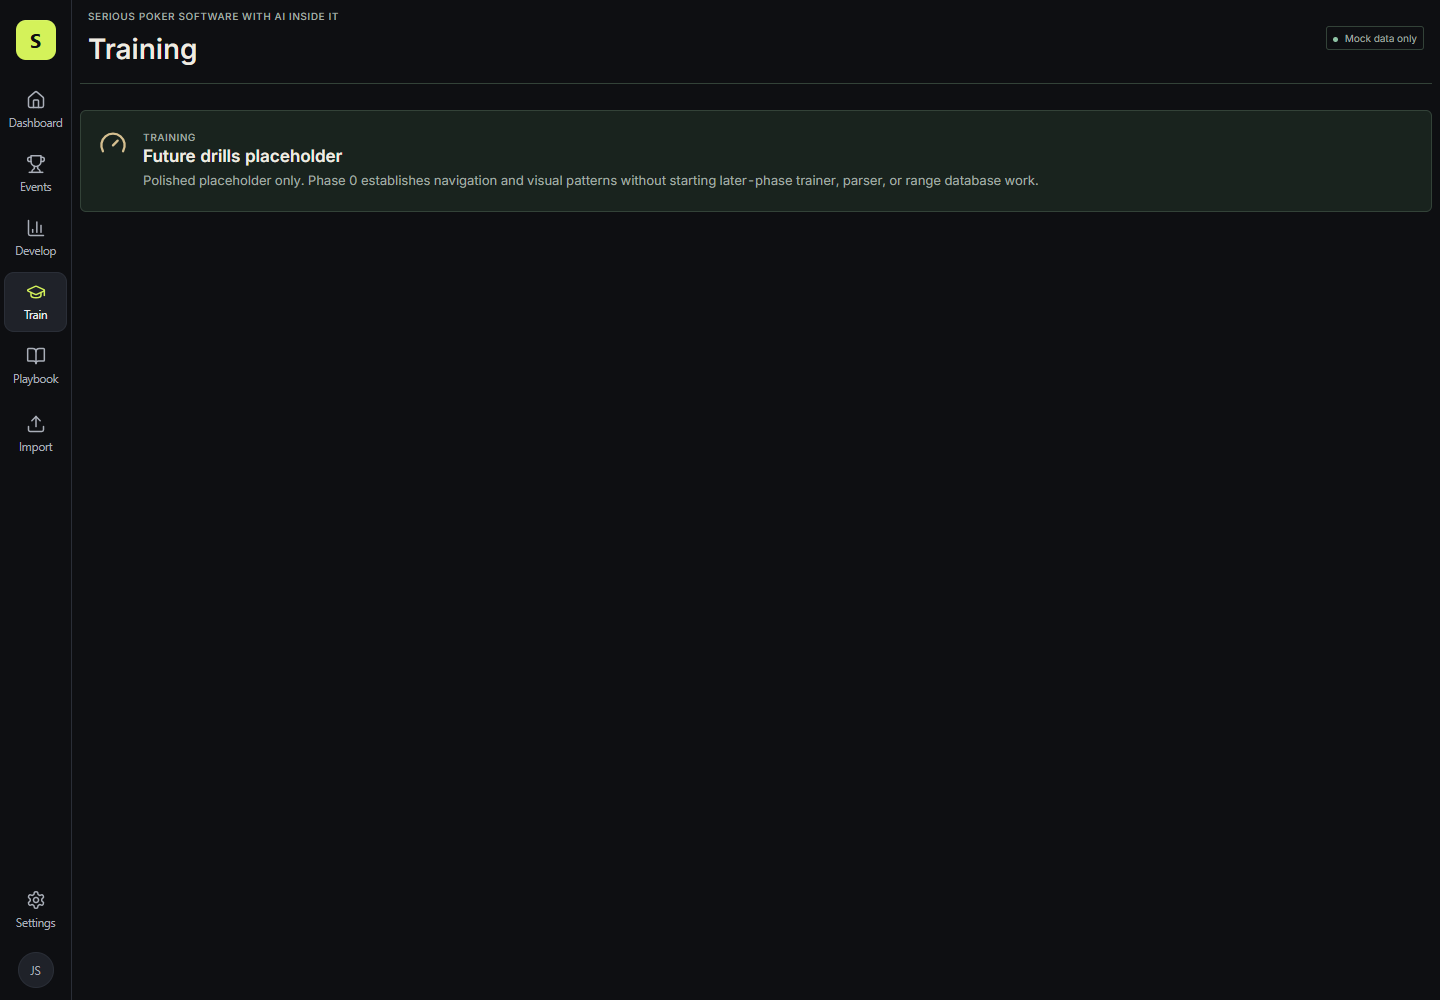 S
Dashboard
Events
Develop
Train
Playbook
Import
Settings
JS
SERIOUS POKER SOFTWARE WITH AI INSIDE IT
Training
Mock data only
TRAINING
Future drills placeholder
Polished placeholder only. Phase 0 establishes navigation and visual patterns without starting later-phase trainer, parser, or range database work.